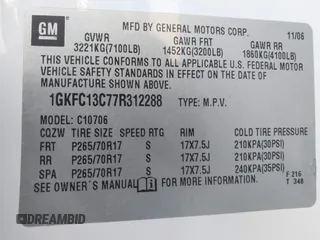 GM
MFD BY GENERAL MOTORS CORP. 11/06
GVWR GAWR FRT GAWR RR
3221KG(7100LB) 1452KG(3200LB) 1860KG(4100LB)
THIS VEHICLE CONFORMS TO ALL APPLICABLE U.S. FEDERAL
MOTOR VEHICLE SAFETY STANDARDS IN EFFECT ON THE DATE OF
MANUFACTURE SHOWN ABOVE.
1GKFC13C77R312288 TYPE: M.P.V.
MODEL: C10706
CQZW TIRE SIZE SPEED RTG RIM COLD TIRE PRESSURE
FRT P265/70R17 S 17X7.5J 210KPA(30PSI)
RR P265/70R17 S 17X7.5J 210KPA(30PSI)
SPA P265/70R17 S 17X7.5J 240KPA(35PSI)
SEE OWNER'S MANUAL FOR ADDITIONAL INFORMATION.
F 216
T 348
RDFRAME BIDHISTORY